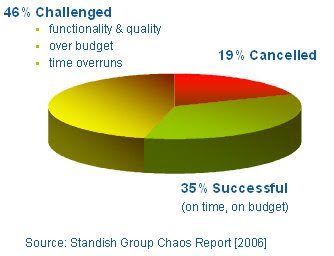 46% Challenged
functionality & quality
over budget
time overruns
19% Cancelled
35% Successful
(on time, on budget)
Source: Standish Group Chaos Report [2006]